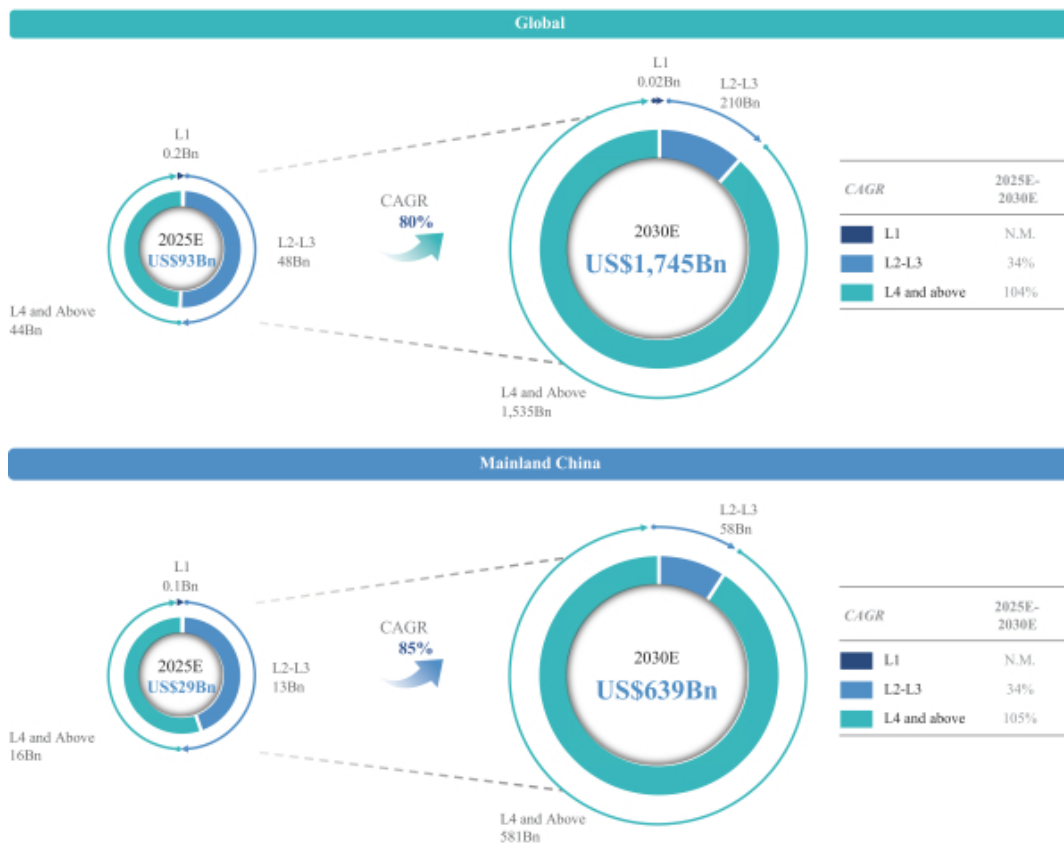 Global
L1
0.2Bn
2025E
US$93Bn
L2-L3
48Bn
L4 and Above
44Bn
CAGR
80%
L1
0.02Bn
L2-L3
210Bn
2030E
US$1,745Bn
L4 and Above
1,535Bn
CAGR 2025E-
2030E
L1 N.M.
L2-L3 34%
L4 and above 104%
Mainland China
L1
0.1Bn
2025E
US$29Bn
L2-L3
13Bn
L4 and Above
16Bn
CAGR
85%
L2-L3
58Bn
2030E
US$639Bn
L4 and Above
581Bn
CAGR 2025E-
2030E
L1 N.M.
L2-L3 34%
L4 and above 105%